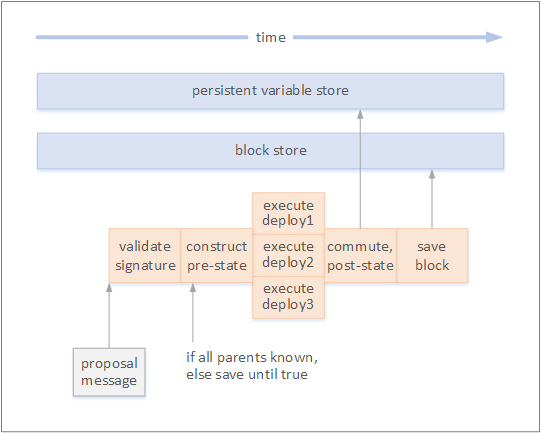 time
persistent variable store
block store
validate
signature
construct
pre-state
execute
deploy1
execute
deploy2
execute
deploy3
commute,
post-state
save
block
proposal
message
if all parents known,
else save until true